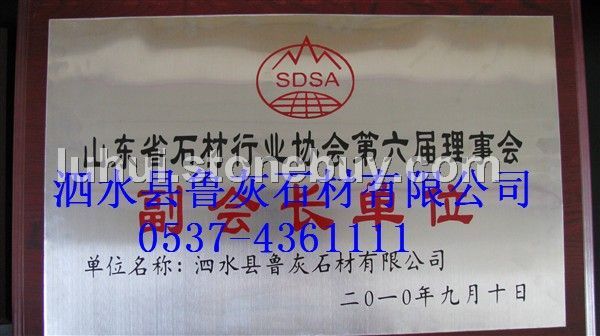 SDSA
山东省石材行业协会第六届理事会
luhui.stonebuy.com
泗水县鲁灰石材有限公司
副会长单位
0537-4361111
单位名称：泗水县鲁灰石材有限公司
二〇一〇年九月十日